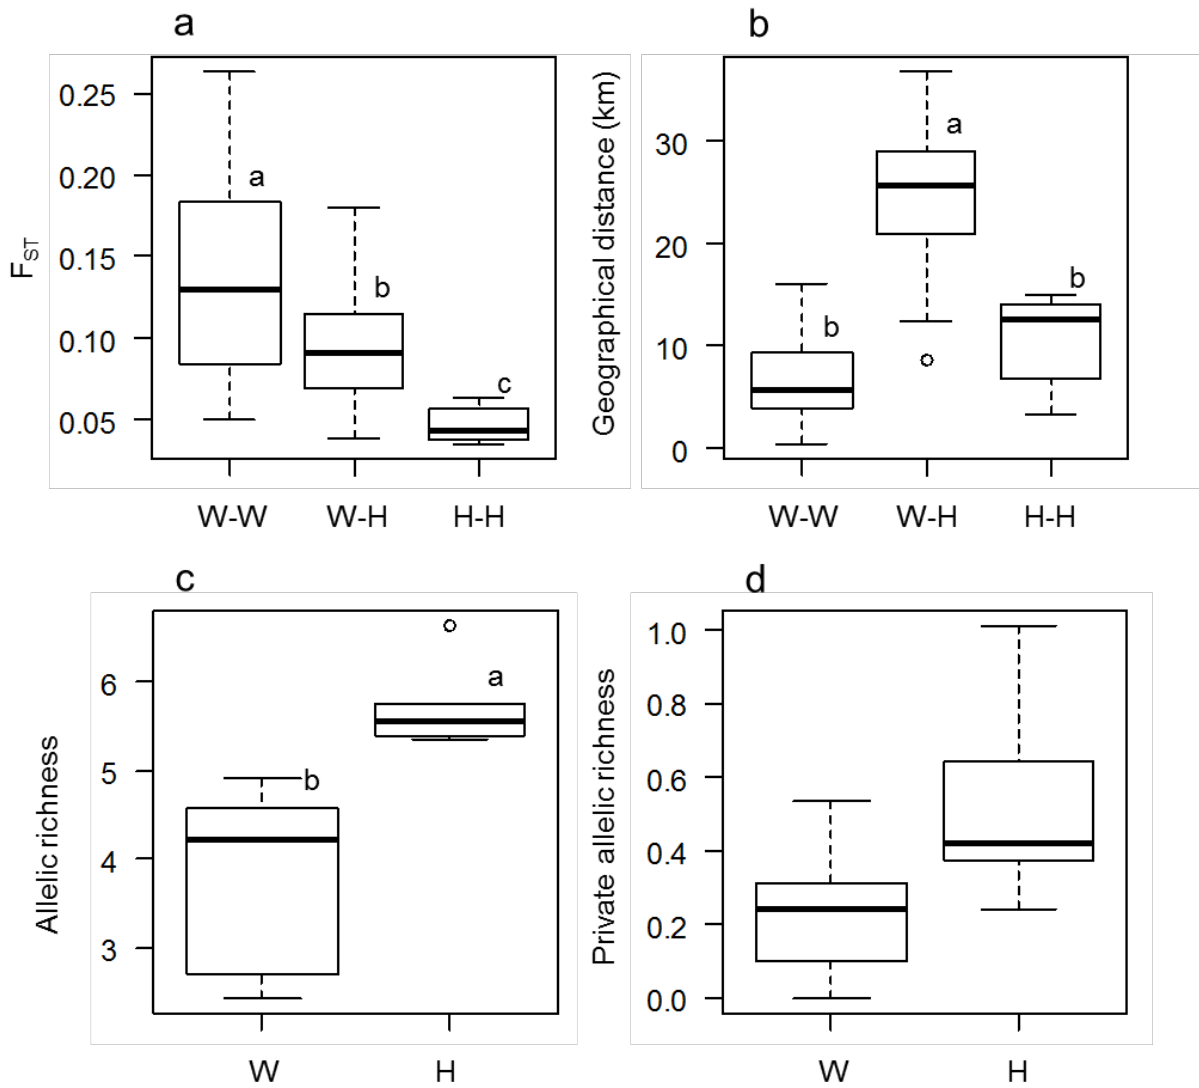 a
F_ST
0.25
0.20
0.15
0.10
0.05
a
b
c
W-W
W-H
H-H
b
Geographical distance (km)
30
20
10
0
b
a
b
W-W
W-H
H-H
c
Allelic richness
6
5
4
3
b
a
W
H
d
Private allelic richness
1.0
0.8
0.6
0.4
0.2
0.0
W
H